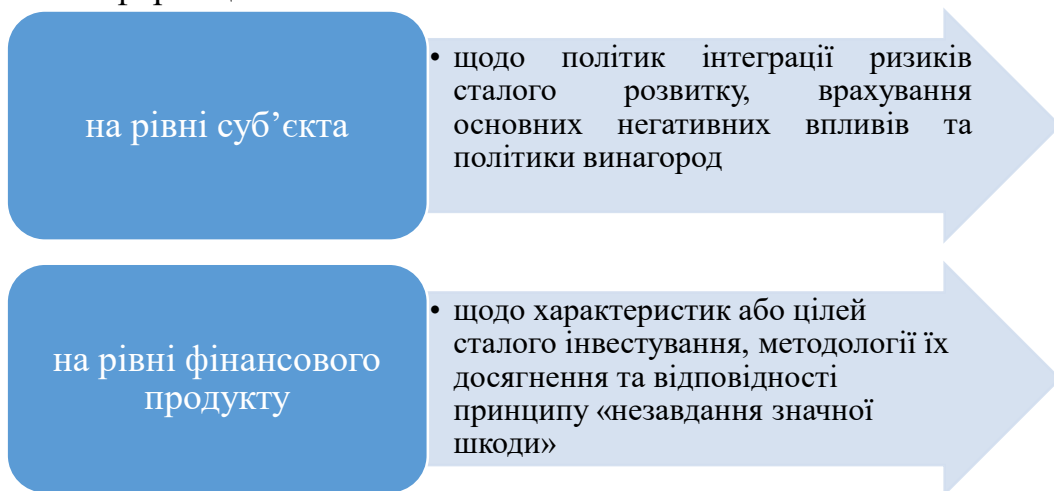 на рівні суб’єкта
• щодо політик інтеграції ризиків
сталого розвитку, врахування
основних негативних впливів та
політики винагород
на рівні фінансового
продукту
• щодо характеристик або цілей
сталого інвестування, методології їх
досягнення та відповідності
принципу «незавдання значної
шкоди»